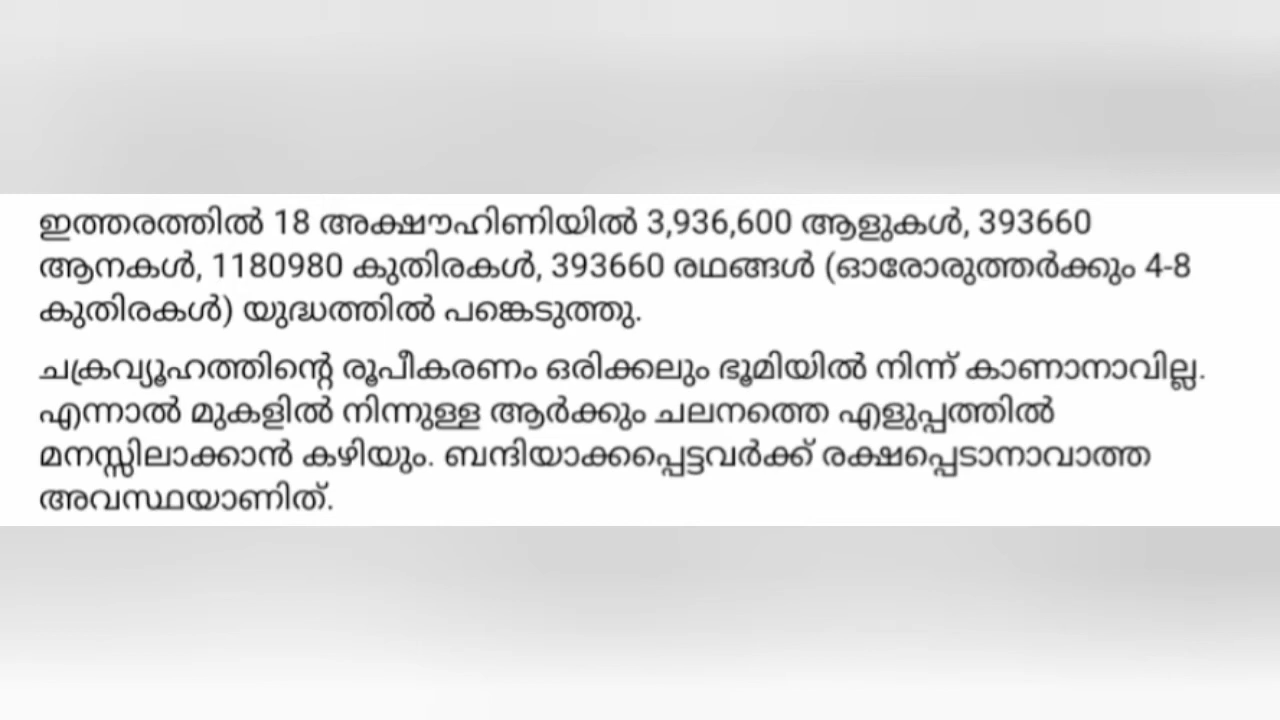 ഇത്തരത്തിൽ 18 അക്ഷൗഹിണിയിൽ 3,936,600 ആളുകൾ, 393660
ആനകൾ, 1180980 കുതിരകൾ, 393660 രഥങ്ങൾ (ഓരോരുത്തർക്കും 4-8
കുതിരകൾ) യുദ്ധത്തിൽ പങ്കെടുത്തു.
ചക്രവ്യൂഹത്തിന്റെ രൂപീകരണം ഒരിക്കലും ഭൂമിയിൽ നിന്ന് കാണാനാവില്ല.
എന്നാൽ മുകളിൽ നിന്നുള്ള ആർക്കും ചലനത്തെ എളുപ്പത്തിൽ
മനസ്സിലാക്കാൻ കഴിയും. ബന്ദിയാക്കപ്പെട്ടവർക്ക് രക്ഷപ്പെടാനാവാത്ത
അവസ്ഥയാണിത്.